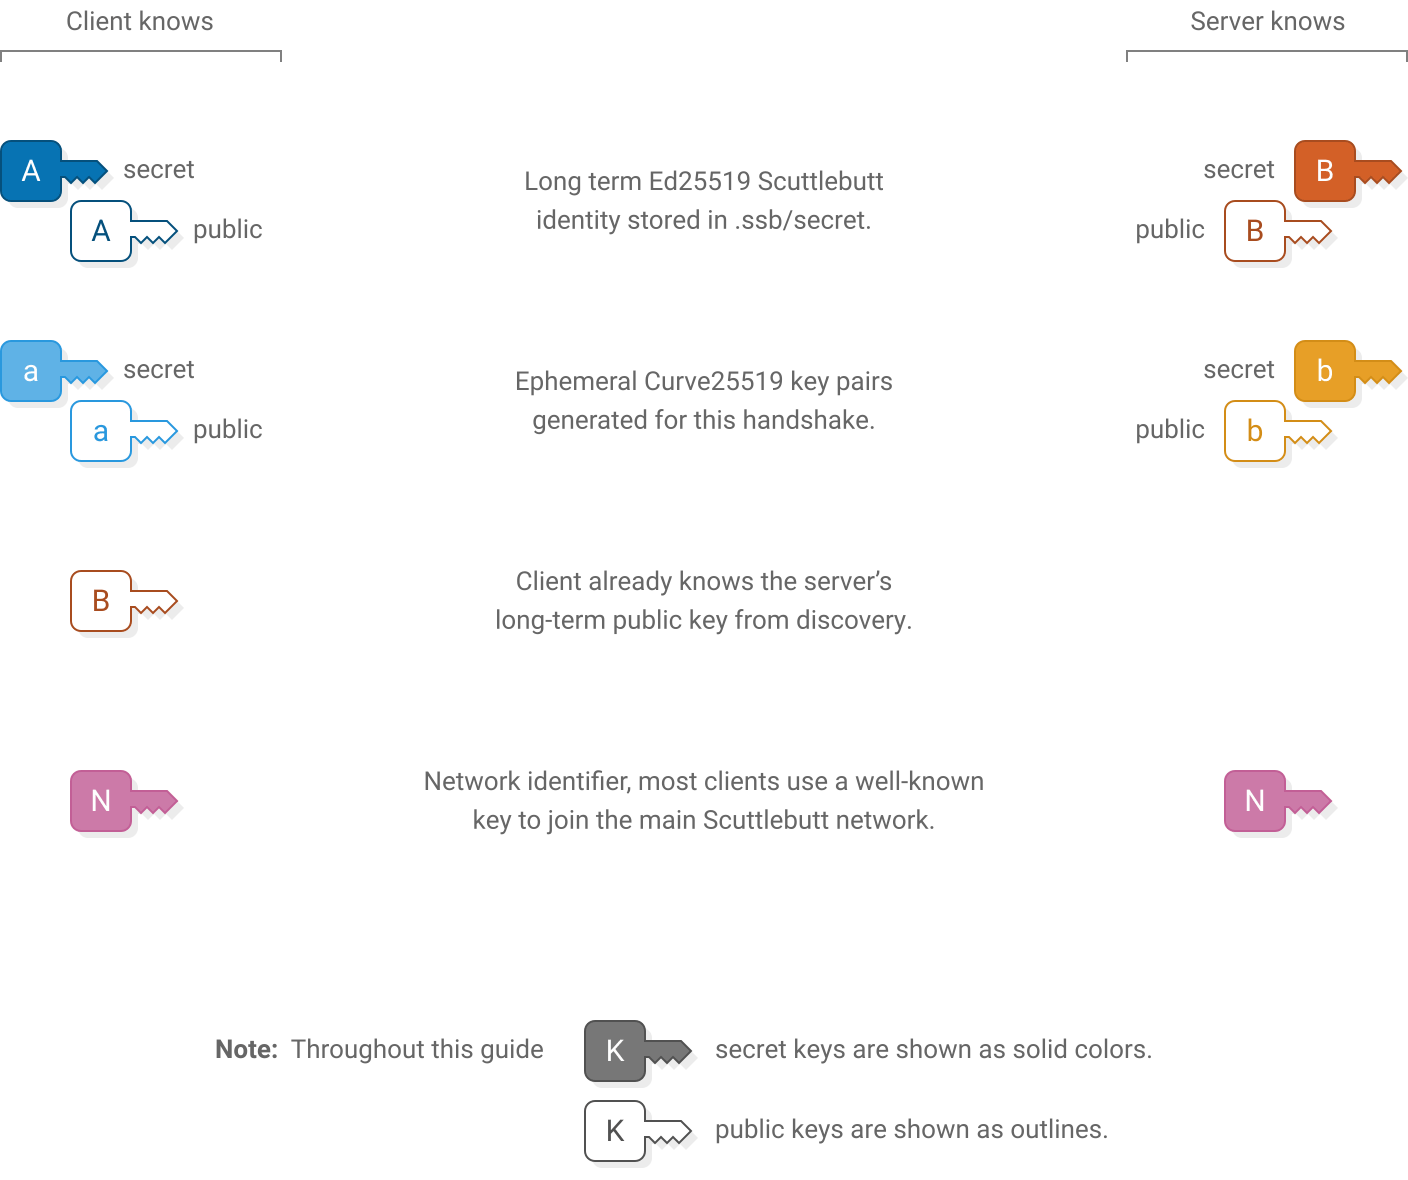 Client knows
Server knows
A secret
A public
Long term Ed25519 Scuttlebutt
identity stored in .ssb/secret.
secret B
public B
a secret
a public
Ephemeral Curve25519 key pairs
generated for this handshake.
secret b
public b
B
Client already knows the server’s
long-term public key from discovery.
N
Network identifier, most clients use a well-known
key to join the main Scuttlebutt network.
N
Note: Throughout this guide K secret keys are shown as solid colors.
K public keys are shown as outlines.